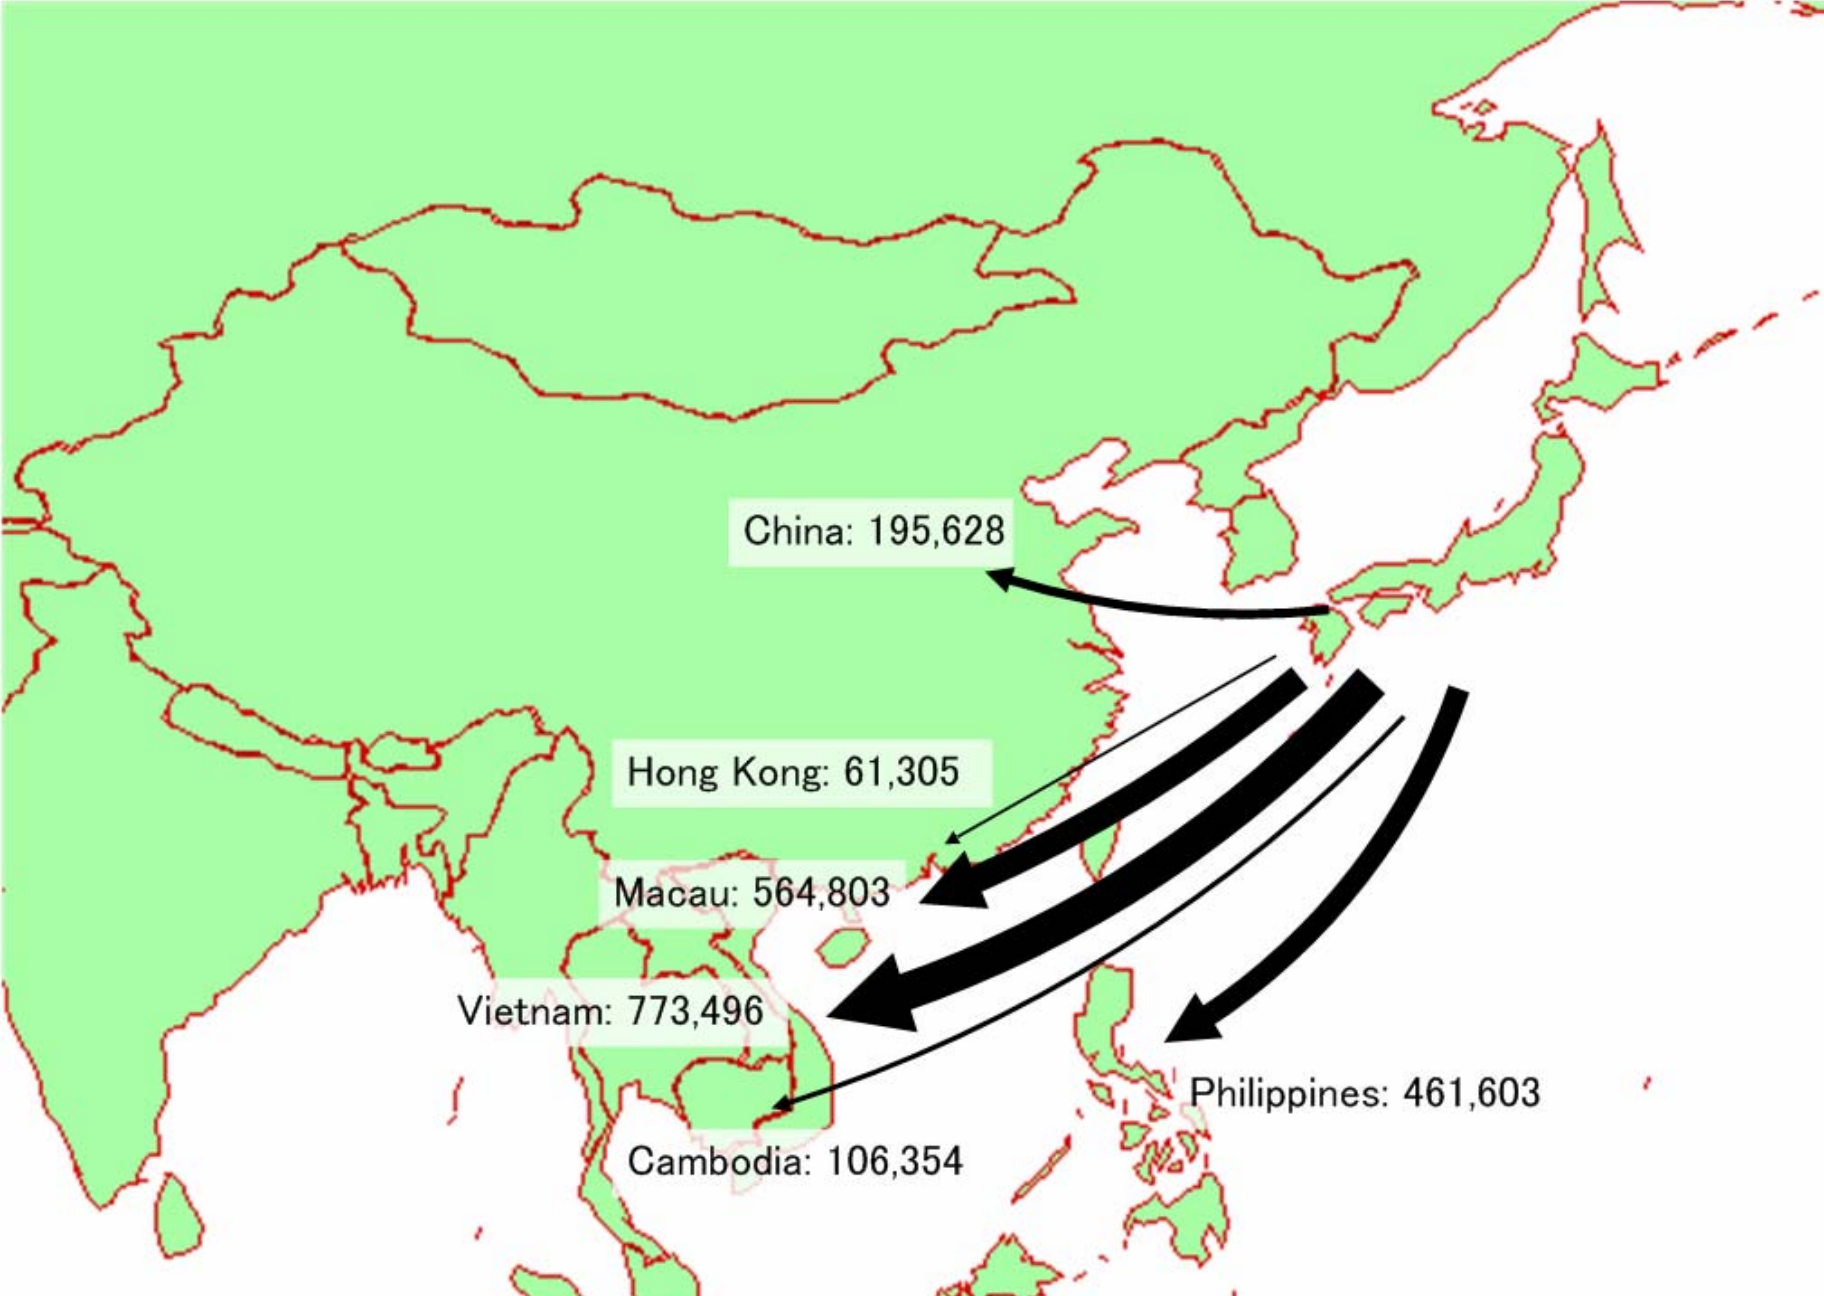 China: 195,628
Hong Kong: 61,305
Macau: 564,803
Vietnam: 773,496
Philippines: 461,603
Cambodia: 106,354